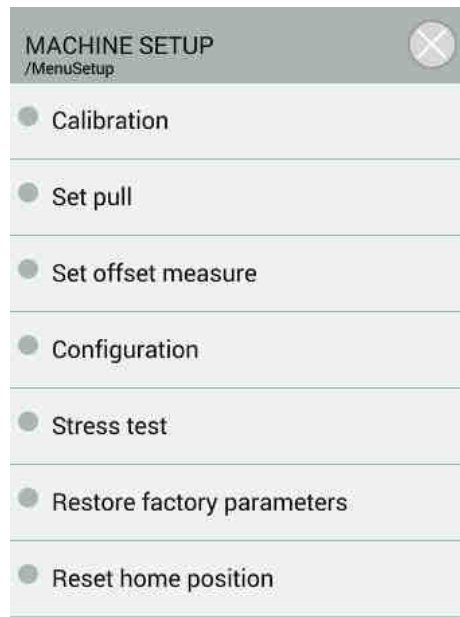 MACHINE SETUP
/MenuSetup
Calibration
Set pull
Set offset measure
Configuration
Stress test
Restore factory parameters
Reset home position